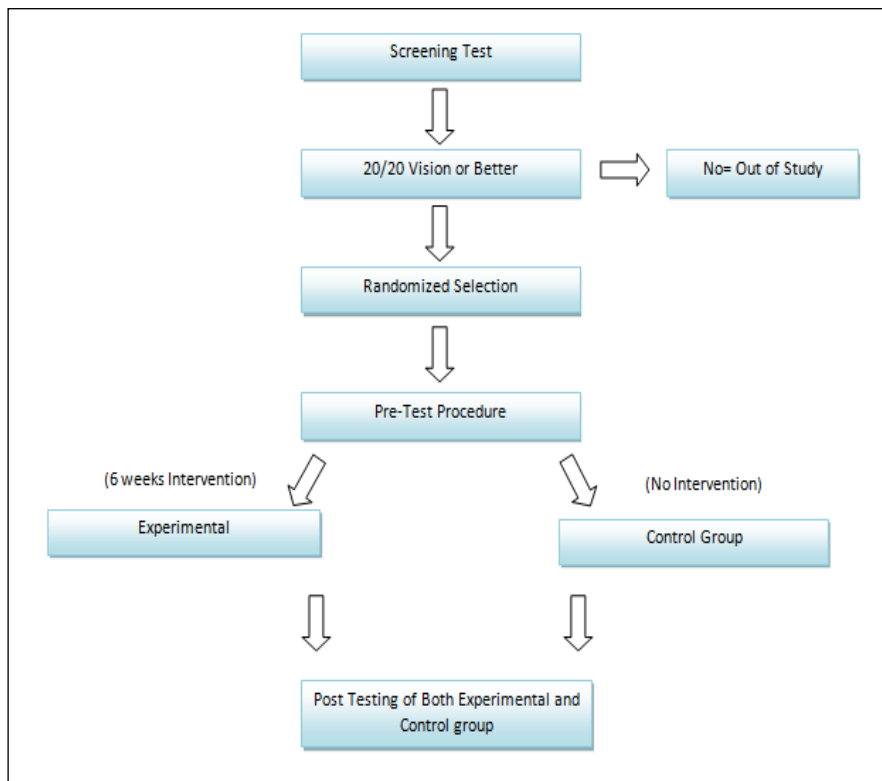 Screening Test
20/20 Vision or Better
No= Out of Study
Randomized Selection
Pre-Test Procedure
(6 weeks Intervention)
(No Intervention)
Experimental
Control Group
Post Testing of Both Experimental and
Control group